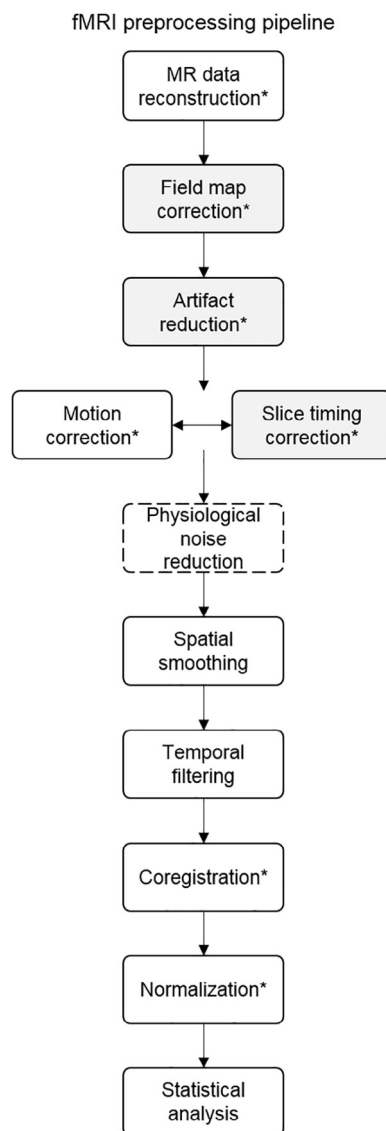 fMRI preprocessing pipeline
MR data
reconstruction*
Field map
correction*
Artifact
reduction*
Motion
correction*
Slice timing
correction*
Physiological
noise
reduction
Spatial
smoothing
Temporal
filtering
Coregistration*
Normalization*
Statistical
analysis